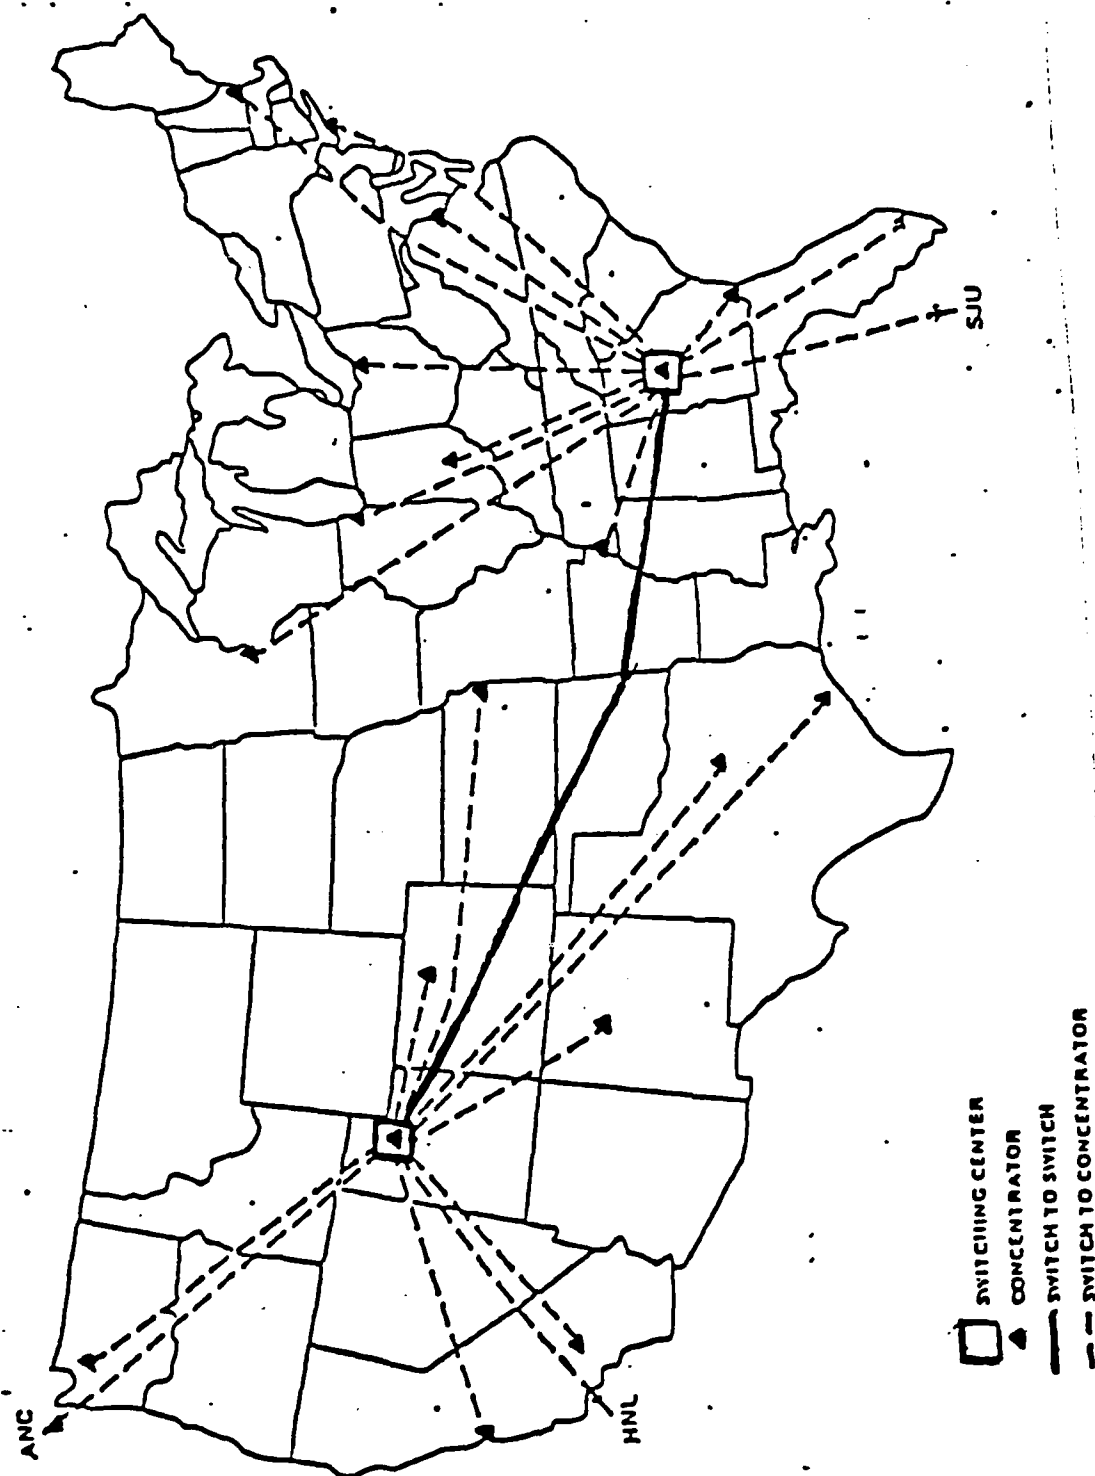 ANC
HNL
SJU
SWITCHING CENTER
CONCENTRATOR
SWITCH TO SWITCH
SWITCH TO CONCENTRATOR